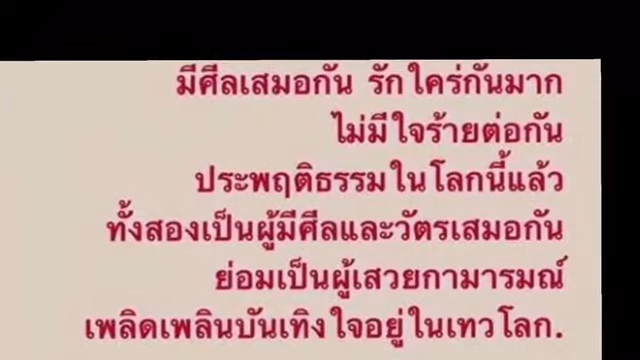 มีศีลเสมอกัน รักใคร่กันมาก
ไม่มีใจร้ายต่อกัน
ประพฤติธรรมในโลกนี้แล้ว
ทั้งสองเป็นผู้มีศีลและวัตรเสมอกัน
ย่อมเป็นผู้เสวยกามารมณ์
เพลิดเพลินบันเทิงใจอยู่ในเทวโลก.